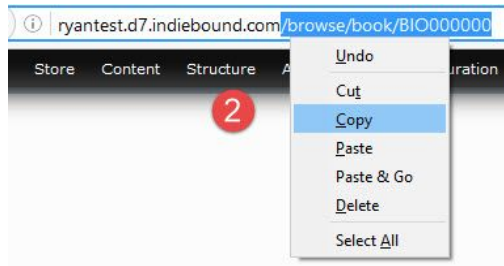 ryantest.d7.indiebound.com/browse/book/BIO000000
Store Content Structure A uration
2
Undo
Cut
Copy
Paste
Paste & Go
Delete
Select All